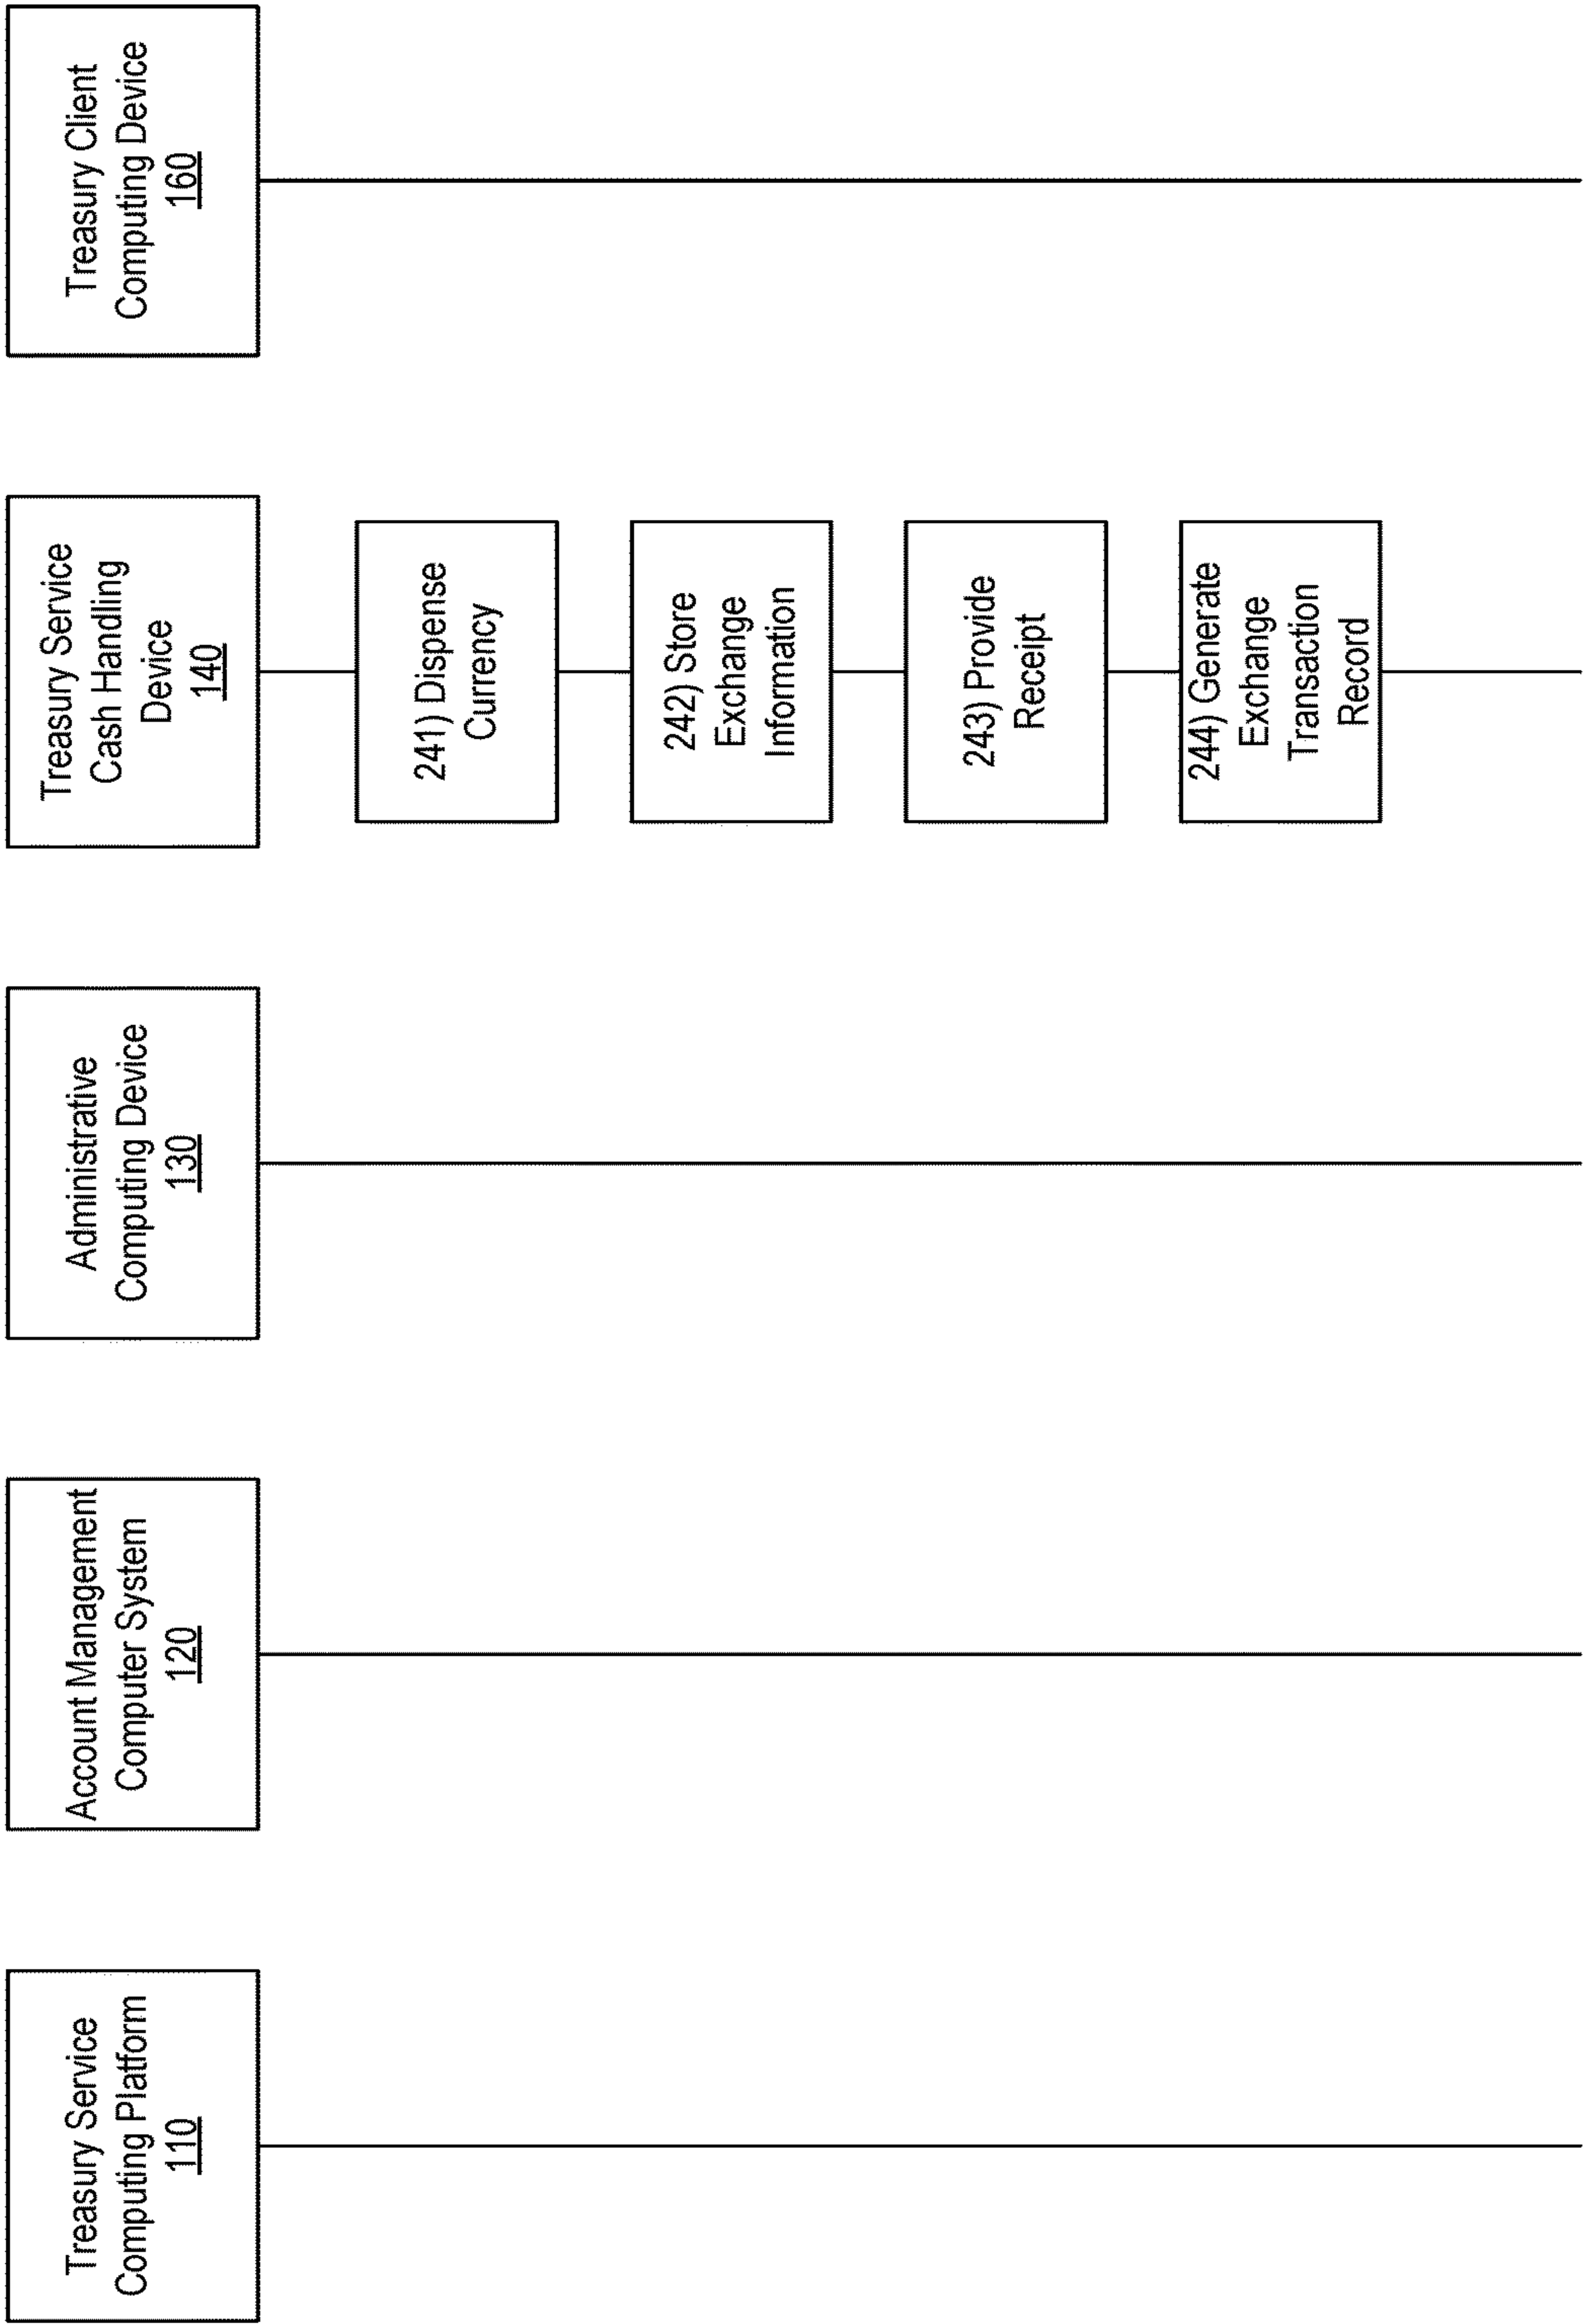 Treasury Service
Computing Platform
110
Account Management
Computer System
120
Administrative
Computing Device
130
Treasury Service
Cash Handling
Device
140
Treasury Client
Computing Device
160
241) Dispense
Currency
242) Store
Exchange
Information
243) Provide
Receipt
244) Generate
Exchange
Transaction
Record